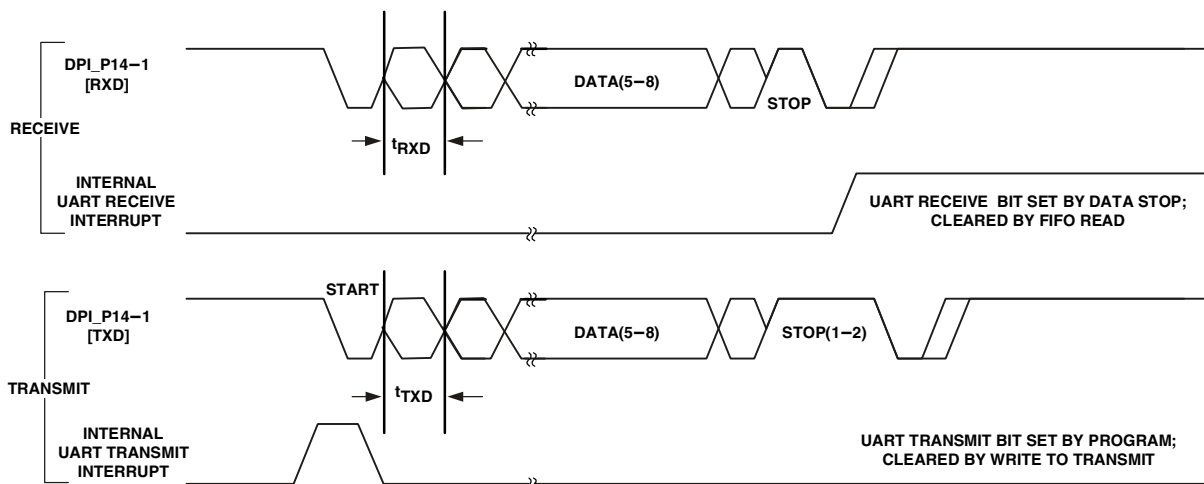 RECEIVE
DPI_P14–1
[RXD]
DATA(5–8)
STOP
tRXD
INTERNAL
UART RECEIVE
INTERRUPT
UART RECEIVE BIT SET BY DATA STOP;
CLEARED BY FIFO READ
TRANSMIT
START
DPI_P14–1
[TXD]
DATA(5–8)
STOP(1–2)
tTXD
INTERNAL
UART TRANSMIT
INTERRUPT
UART TRANSMIT BIT SET BY PROGRAM;
CLEARED BY WRITE TO TRANSMIT